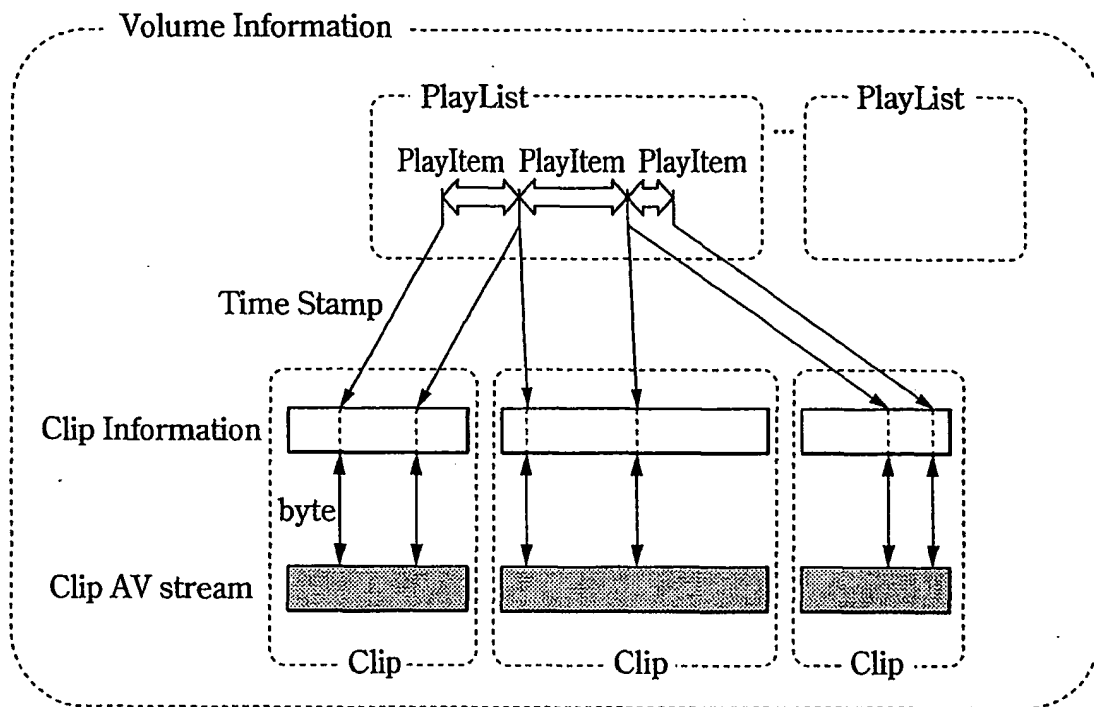 Volume Information
PlayList
... PlayList
PlayItem PlayItem PlayItem
Time Stamp
Clip Information
byte
Clip AV stream
Clip Clip Clip